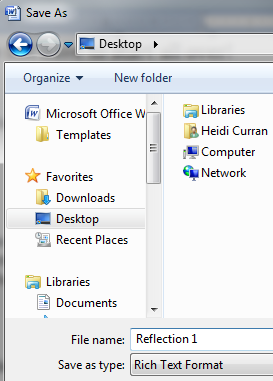 Save As
Desktop
Organize
New folder
Microsoft Office W
Templates
Favorites
Downloads
Desktop
Recent Places
Libraries
Documents
Libraries
Heidi Curran
Computer
Network
File name: Reflection 1
Save as type: Rich Text Format